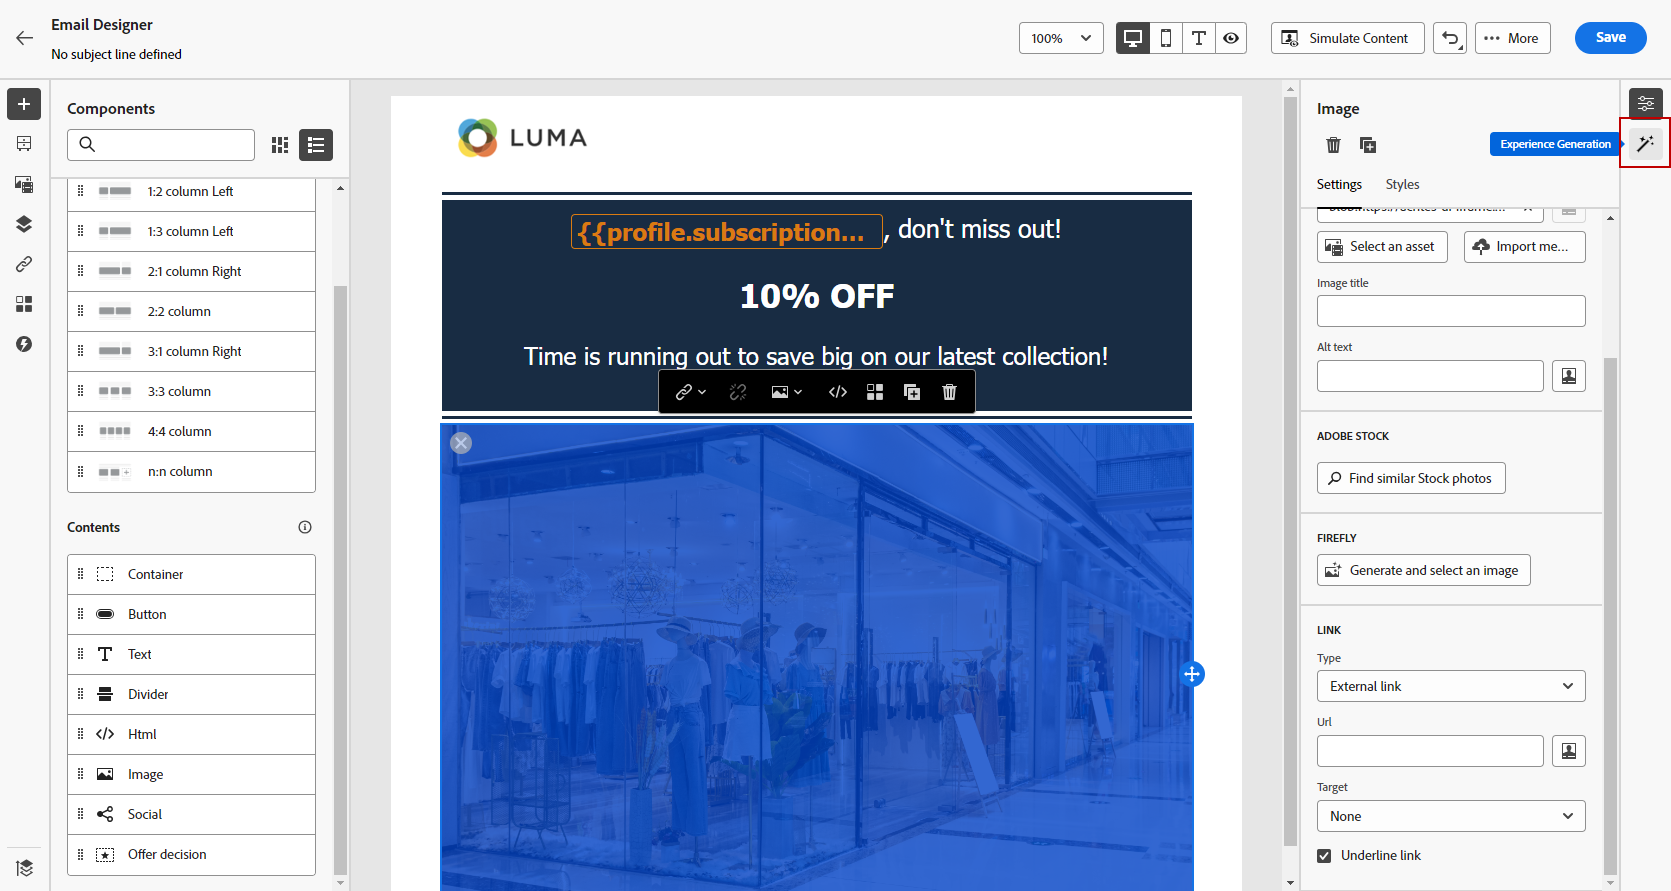 Email Designer
No subject line defined
100%
Simulate Content
More
Save
Components
1:2 column Left
1:3 column Left
2:1 column Right
2:2 column
3:1 column Right
3:3 column
4:4 column
n:n column
Contents
Container
Button
Text
Divider
Html
Image
Social
Offer decision
LUMA
{{profile.subscription... , don't miss out!
10% OFF
Time is running out to save big on our latest collection!
Image
Experience Generation
Settings
Styles
Select an asset
Import me...
Image title
Alt text
ADOBE STOCK
Find similar Stock photos
FIREFLY
Generate and select an image
LINK
Type
External link
Url
Target
None
Underline link